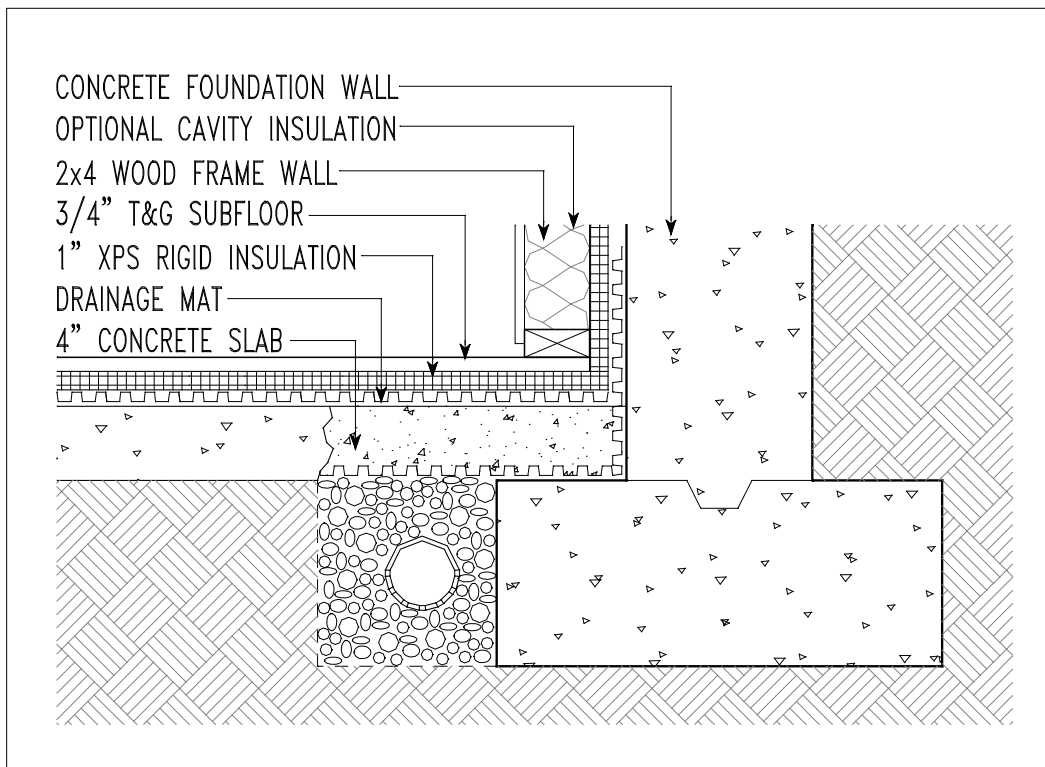 CONCRETE FOUNDATION WALL
OPTIONAL CAVITY INSULATION
2x4 WOOD FRAME WALL
3/4” T&G SUBFLOOR
1” XPS RIGID INSULATION
DRAINAGE MAT
4” CONCRETE SLAB